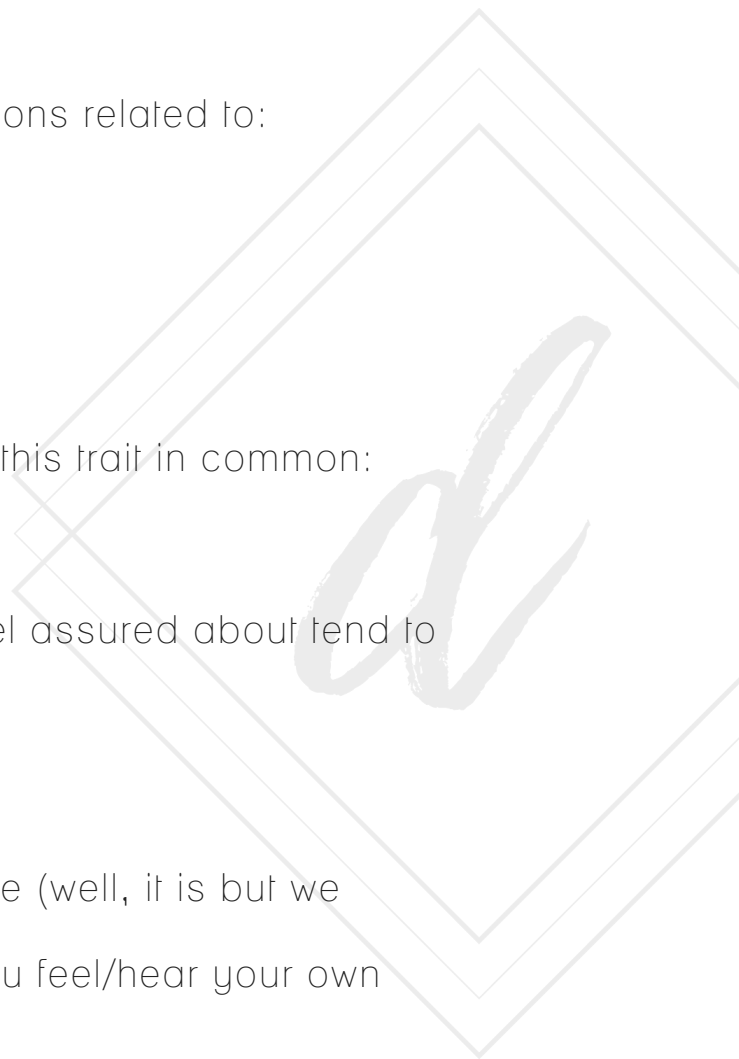 ons related to:
this trait in common:
el assured about tend to
d
e (well, it is but we
u feel/hear your own